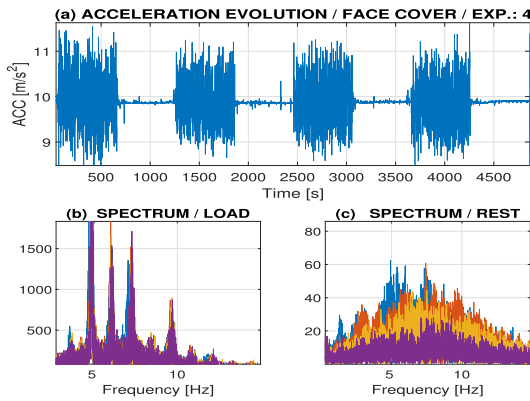 (a) ACCELERATION EVOLUTION / FACE COVER / EXP.: 4
ACC [m/s²]
11
10
9
500 1000 1500 2000 2500 3000 3500 4000 4500
Time [s]
(b) SPECTRUM / LOAD
1500
1000
500
5 10
Frequency [Hz]
(c) SPECTRUM / REST
80
60
40
20
5 10
Frequency [Hz]